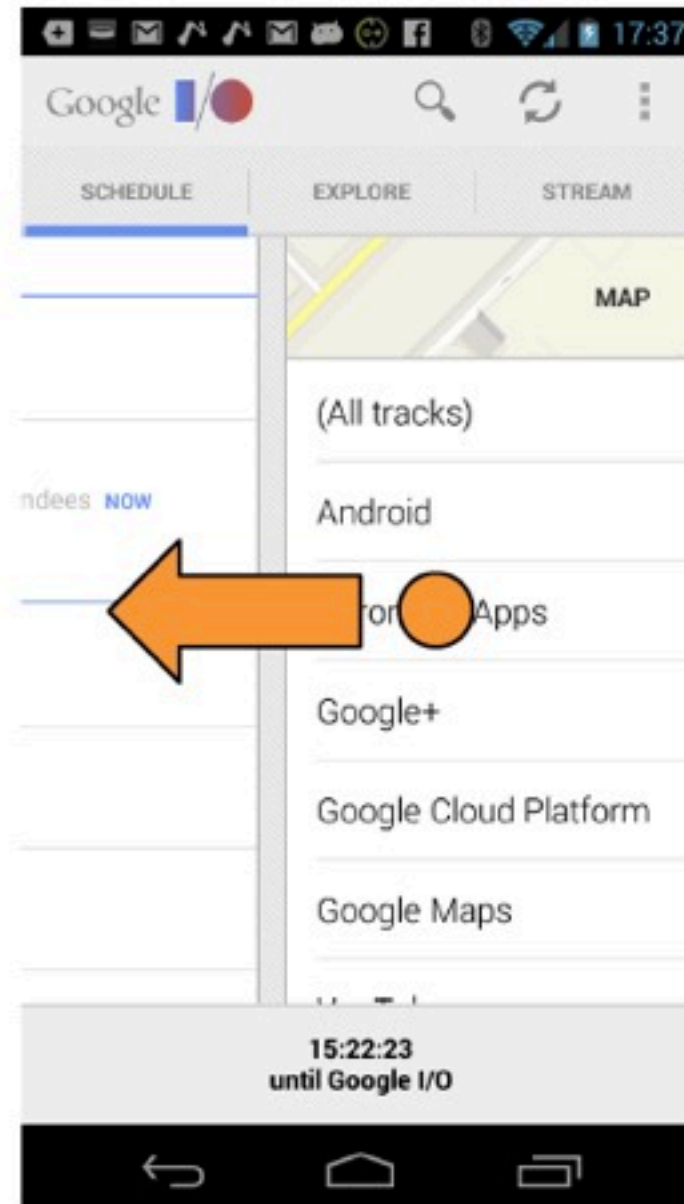 17:37
Google I/O
SCHEDULE EXPLORE STREAM
MAP
(All tracks)
Android
ndees NOW
Apps
Google+
Google Cloud Platform
Google Maps
15:22:23
until Google I/O